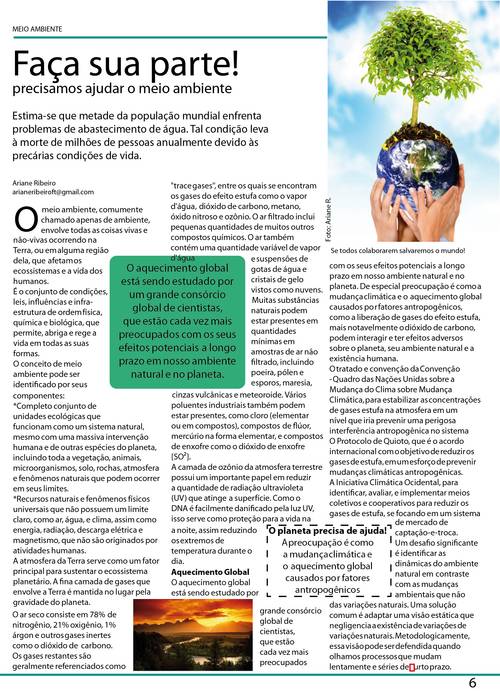 MEIO AMBIENTE
Faça sua parte!
precisamos ajudar o meio ambiente
Estima-se que metade da população mundial enfrenta
problemas de abastecimento de água. Tal condição leva
à morte de milhões de pessoas anualmente devido às
precárias condições de vida.
Ariane Ribeiro
arianeribeiroft@gmail.com
O meio ambiente, comumente
chamado apenas de ambiente,
envolve todas as coisas vivas e
não-vivas ocorrendo na
Terra, ou em alguma região
dela, que afetam os
ecossistemas e a vida dos
humanos.
É o conjunto de condições,
leis, influências e infra-
estrutura de ordem física,
química e biológica, que
permite, abriga e rege a
vida em todas as suas
formas.
O conceito de meio
ambiente pode ser
identificado por seus
componentes:
*Completo conjunto de
unidades ecológicas que
funcionam como um sistema natural,
mesmo com uma massiva intervenção
humana e de outras espécies do planeta,
incluindo toda a vegetação, animais,
microorganismos, solo, rochas, atmosfera
e fenômenos naturais que podem ocorrer
em seus limites.
*Recursos naturais e fenômenos físicos
universais que não possuem um limite
claro, como ar, água, e clima, assim como
energia, radiação, descarga elétrica e
magnetismo, que não são originados por
atividades humanas.
A atmosfera da Terra serve como um fator
principal para sustentar o ecossistema
planetário. A fina camada de gases que
envolve a Terra é mantida no lugar pela
gravidade do planeta.
O ar seco consiste em 78% de
nitrogênio, 21% oxigênio, 1%
árgon e outros gases inertes
como o dióxido de carbono.
Os gases restantes são
geralmente referenciados como
"trace gases", entre os quais se encontram
os gases do efeito estufa como o vapor
d'água, dióxido de carbono, metano,
óxido nitroso e ozônio. O ar filtrado inclui
pequenas quantidades de muitos outros
compostos químicos. O ar também
contém uma quantidade variável de vapor
d'água
e suspensões de
gotas de água e
cristais de gelo
vistos como nuvens.
Muitas substâncias
naturais podem
estar presentes em
quantidades
mínimas em
amostras de ar não
filtrado, incluindo
poeira, pólen e
esporos, maresia,
cinzas vulcânicas e meteoroide. Vários
poluentes industriais também podem
estar presentes, como cloro (elementar
ou em compostos), compostos de flúor,
mercúrio na forma elementar, e compostos
de enxofre como o dióxido de enxofre
[SO²].
A camada de ozônio da atmosfera terrestre
possui um importante papel em reduzir
a quantidade de radiação ultravioleta
(UV) que atinge a superfície. Como o
DNA é facilmente danificado pela luz UV,
isso serve como proteção para a vida na
a noite, assim reduzindo
os extremos de
temperatura durante o
dia.
Aquecimento Global
O aquecimento global
está sendo estudado por
grande consórcio
global de
cientistas,
que estão
cada vez mais
preocupados
O aquecimento global
está sendo estudado por
um grande consórcio
global de cientistas,
que estão cada vez mais
preocupados com os seus
efeitos potenciais a longo
prazo em nosso ambiente
natural e no planeta.
Foto: Ariane R.
Se todos colaborarem salvaremos o mundo!
com os seus efeitos potenciais a longo
prazo em nosso ambiente natural e no
planeta. De especial preocupação é como a
mudança climática e o aquecimento global
causados por fatores antropogênicos,
como a liberação de gases do efeito estufa,
mais notavelmente o dióxido de carbono,
podem interagir e ter efeitos adversos
sobre o planeta, seu ambiente natural e a
existência humana.
O tratado e convenção da Convenção
- Quadro das Nações Unidas sobre a
Mudança do Clima sobre Mudança
Climática, para estabilizar as concentrações
de gases estufa na atmosfera em um
nível que iria prevenir uma perigosa
interferência antropogênica no sistema
O Protocolo de Quioto, que é o acordo
internacional com o objetivo de reduzir os
gases de estufa, em um esforço de prevenir
mudanças climáticas antropogênicas.
A Iniciativa Climática Ocidental, para
identificar, avaliar, e implementar meios
coletivos e cooperativos para reduzir os
gases de estufa, se focando em um sistema
de mercado de
captação-e-troca.
Um desafio significante
é identificar as
dinâmicas do ambiente
natural em contraste
com as mudanças
ambientais que não
das variações naturais. Uma solução
comum é adaptar uma visão estática que
negligencia a existência de variações de
variações naturais. Metodologicamente,
essa visão pode ser defendida quando
olhamos processos que mudam
lentamente e séries de urto prazo.
O planeta precisa de ajuda!
A preocupação é como
a mudança climática e
o aquecimento global
causados por fatores
antropogênicos
6